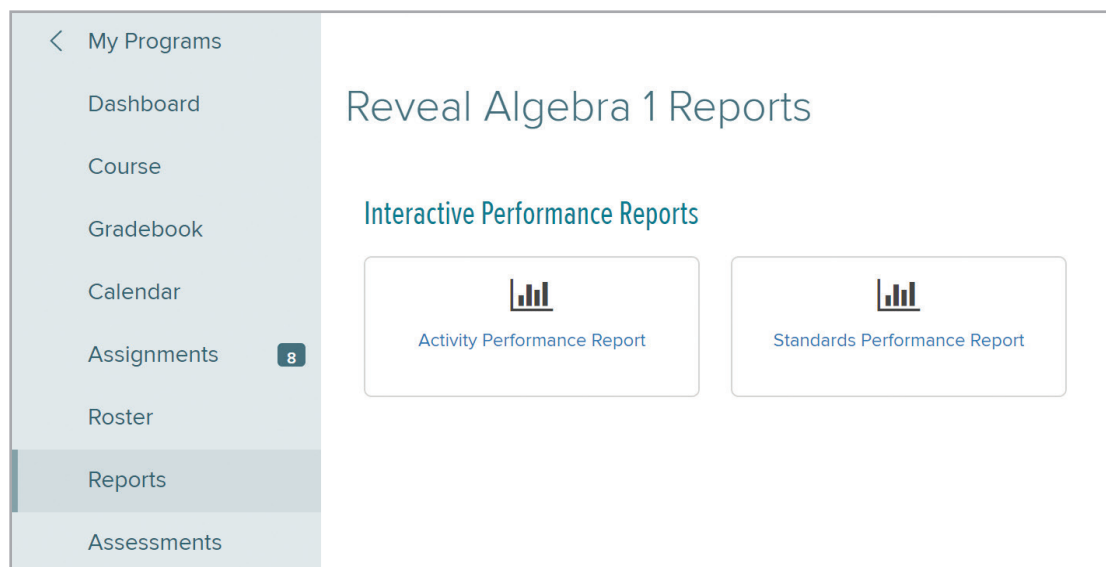 My Programs
Dashboard
Course
Gradebook
Calendar
Assignments 8
Roster
Reports
Assessments
Reveal Algebra 1 Reports
Interactive Performance Reports
Activity Performance Report
Standards Performance Report